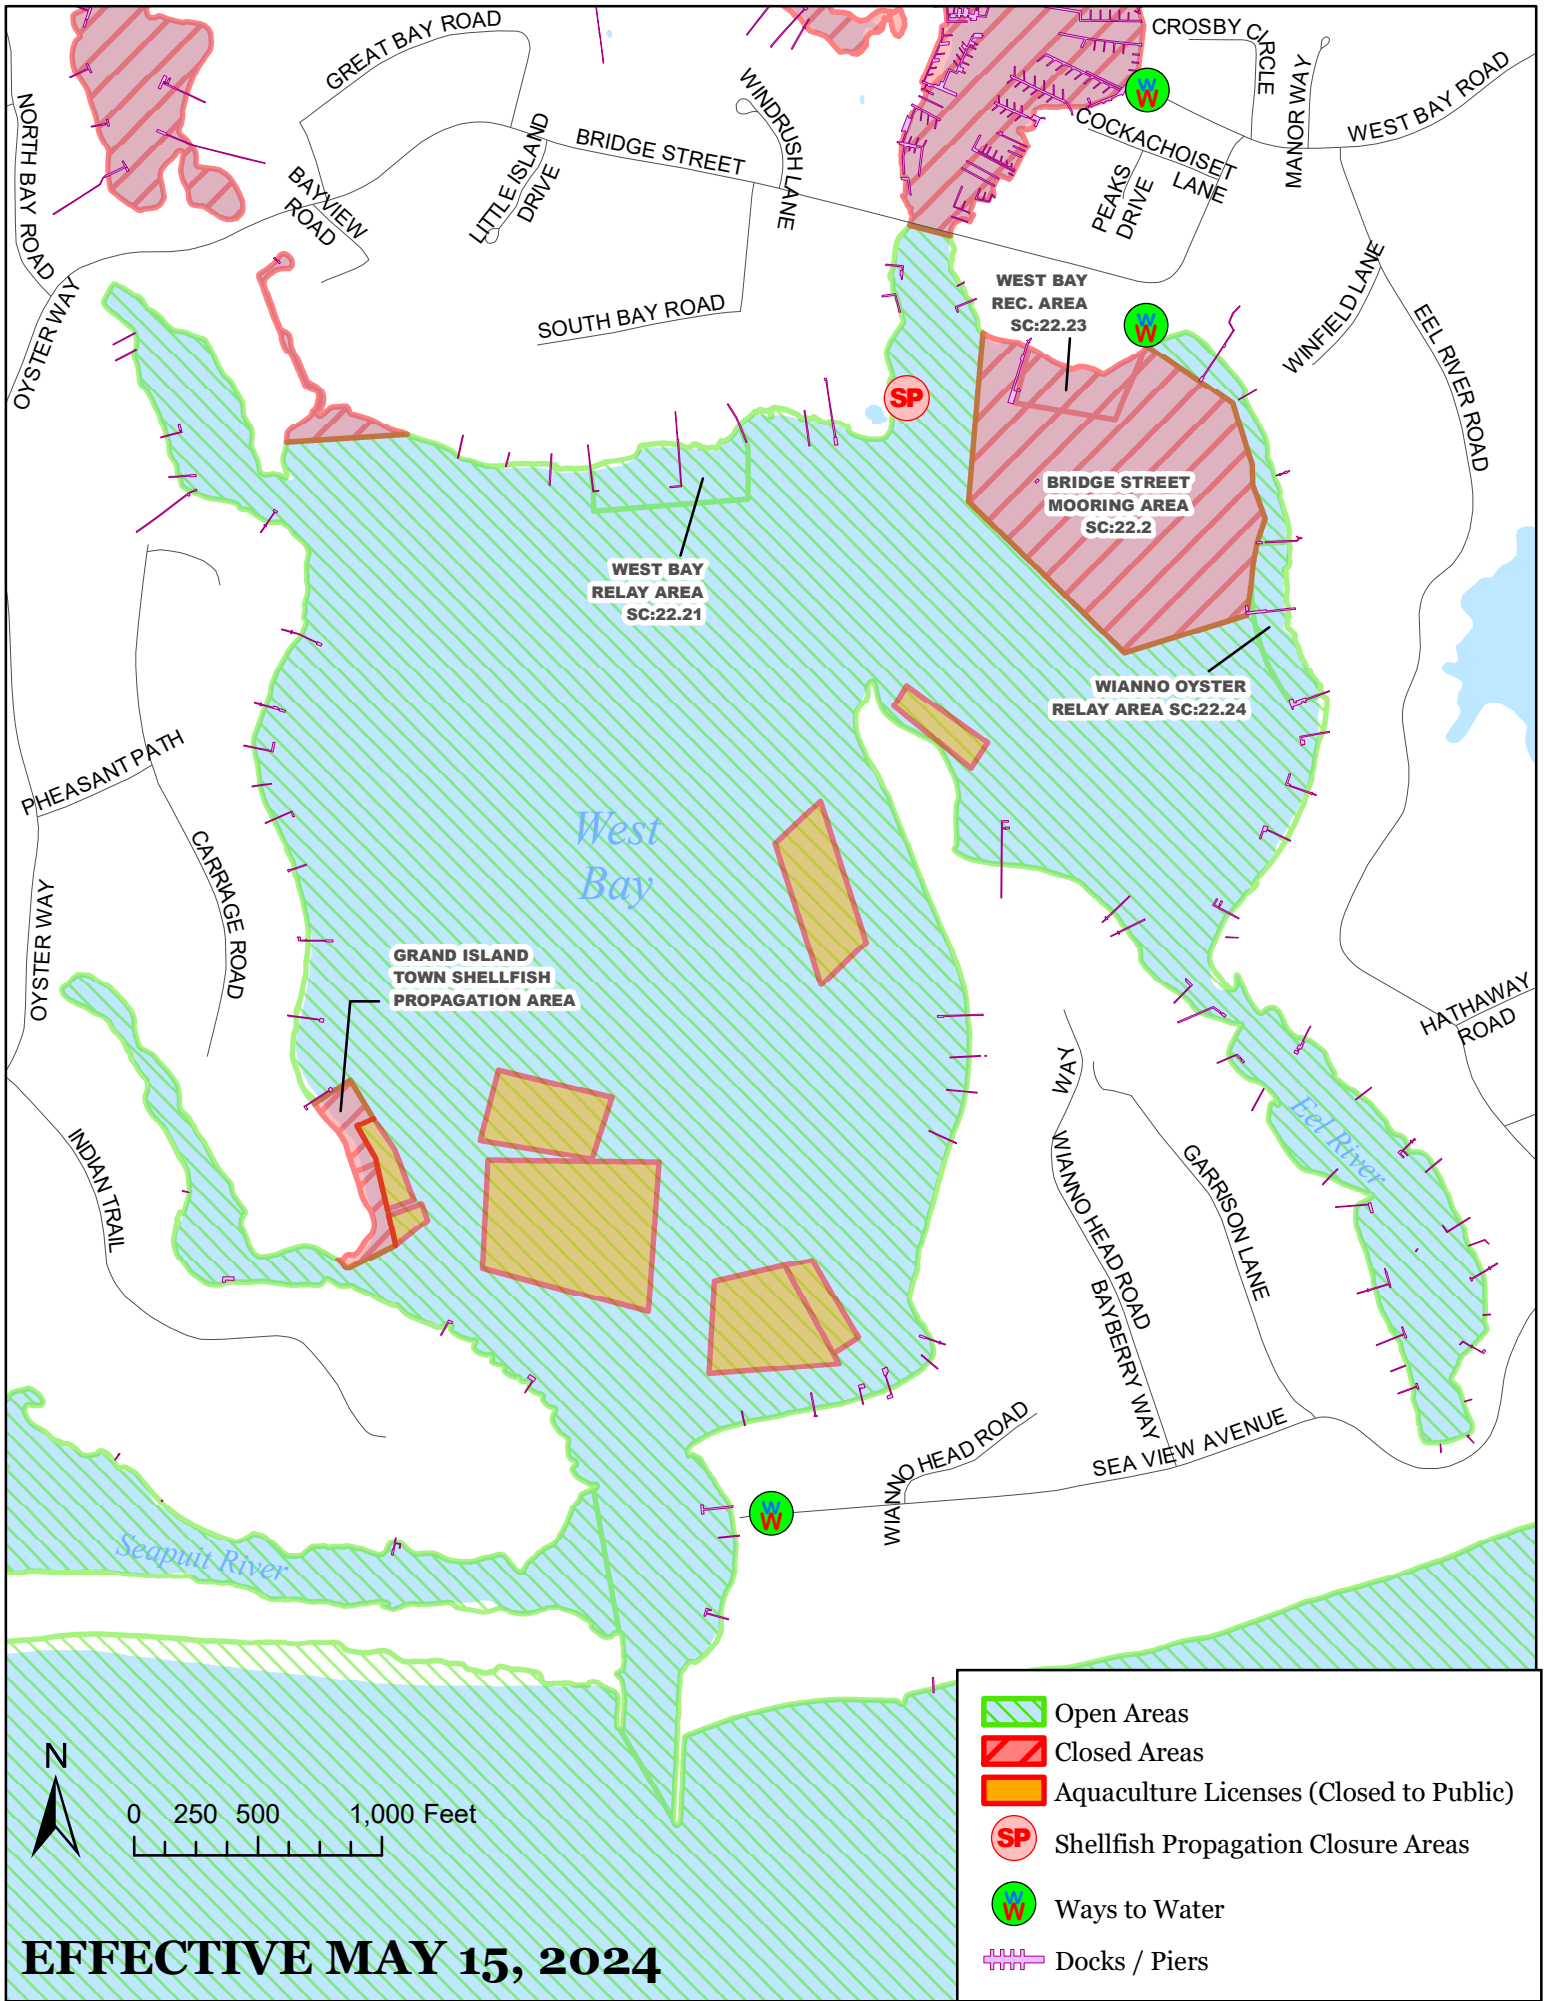 GREAT BAY ROAD
CROSBY CIRCLE
MANOR WAY
WEST BAY ROAD
NORTH BAY ROAD
WINDRUSH LANE
W
W
BRIDGE STREET
COCKACHOISET
LANE
LITTLE ISLAND
DRIVE
BAYVIEW
ROAD
PEAKS
DRIVE
OYSTER WAY
SOUTH BAY ROAD
WEST BAY
REC. AREA
SC:22.23
W
W
WINFIELD LANE
EEL RIVER ROAD
SP
BRIDGE STREET
MOORING AREA
SC:22.2
WEST BAY
RELAY AREA
SC:22.21
WIANNO OYSTER
RELAY AREA SC:22.24
PHEASANT PATH
CARRIAGE ROAD
OYSTER WAY
West
Bay
GRAND ISLAND
TOWN SHELLFISH
PROPAGATION AREA
HATHAWAY
ROAD
WAY
Eel River
INDIAN TRAIL
WIANNO HEAD ROAD
GARRISON LANE
BAYBERRY WAY
WIANNO HEAD ROAD
SEA VIEW AVENUE
W
W
Seapuit River
N
0 250 500 1,000 Feet
EFFECTIVE MAY 15, 2024
Open Areas
Closed Areas
Aquaculture Licenses (Closed to Public)
SP Shellfish Propagation Closure Areas
W
W Ways to Water
Docks / Piers